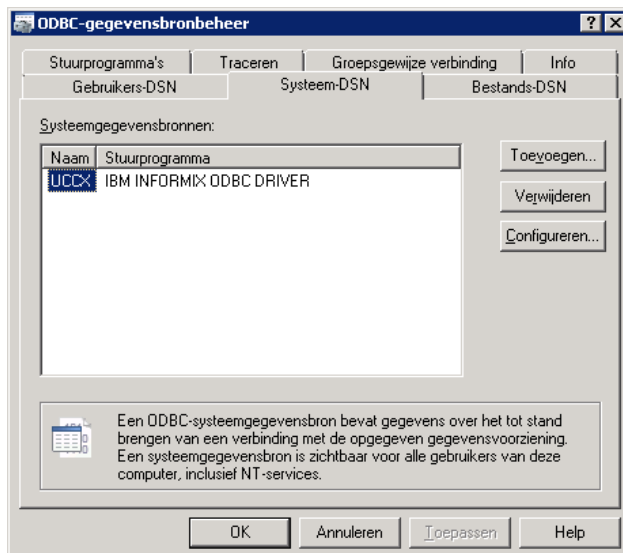 ODBC-gegevensbronbeheer
Stuurprogramma's Traceren Groepsgewijze verbinding Info
Gebruikers-DSN Systeem-DSN Bestands-DSN
Systeemgegevensbronnen:
Naam Stuurprogramma
UCCX IBM INFORMIX ODBC DRIVER
Toevoegen...
Verwijderen
Configureren...
Een ODBC-systeemgegevensbron bevat gegevens over het tot stand
brengen van een verbinding met de opgegeven gegevensvoorziening.
Een systeemgegevensbron is zichtbaar voor alle gebruikers van deze
computer, inclusief NT-services.
OK Annuleren Toepassen Help